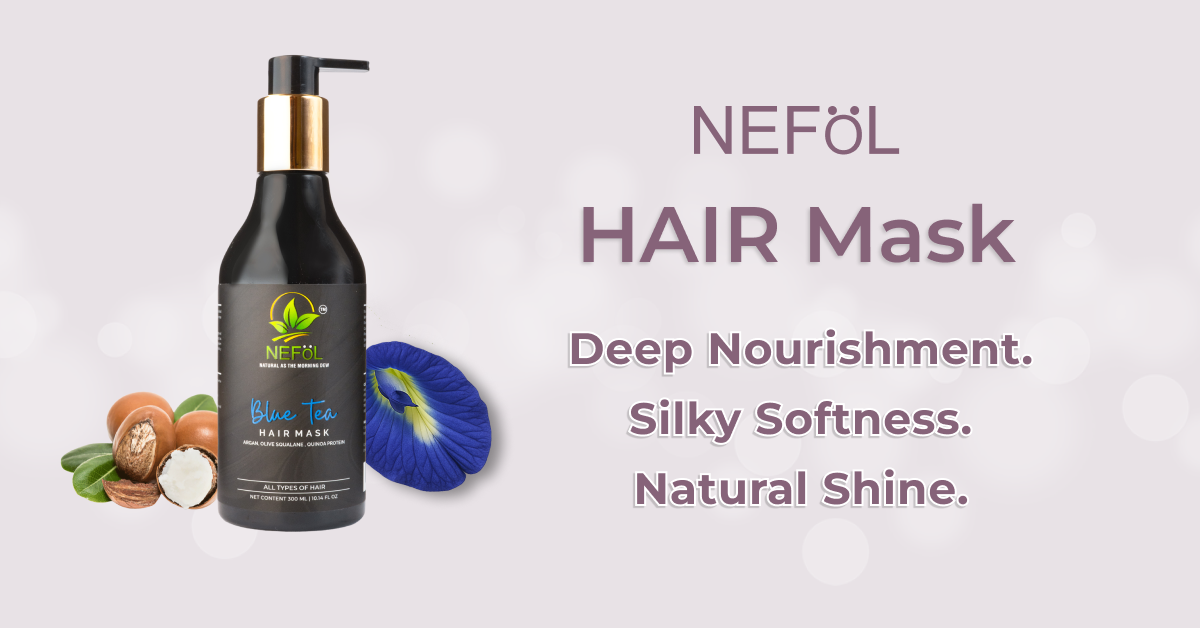 NEFöL
HAIR Mask
Deep Nourishment.
Silky Softness.
Natural Shine.
TM
NEFöL
NATURAL AS THE MORNING DEW
Blue Tea
HAIR MASK
ARGAN, OLIVE SQUALANE , QUINOA PROTEIN
ALL TYPES OF HAIR
NET CONTENT 300 ML | 10.14 FL OZ